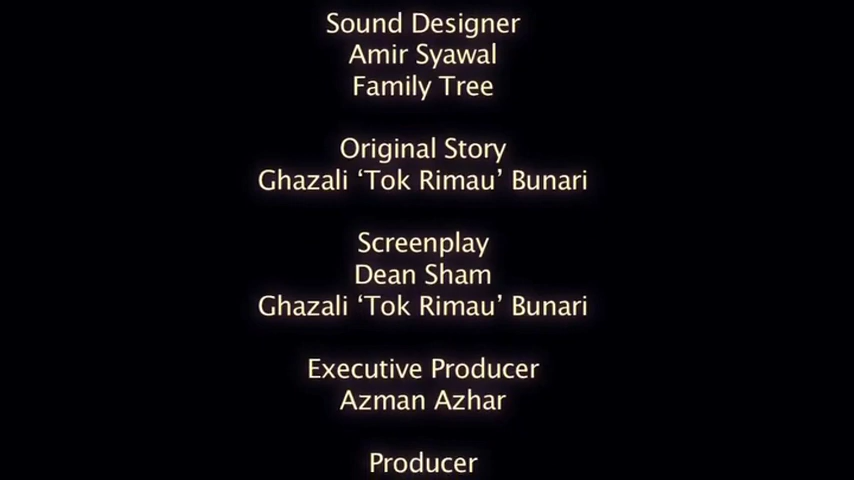 Sound Designer
Amir Syawal
Family Tree
Original Story
Ghazali ‘Tok Rimau’ Bunari
Screenplay
Dean Sham
Ghazali ‘Tok Rimau’ Bunari
Executive Producer
Azman Azhar
Producer